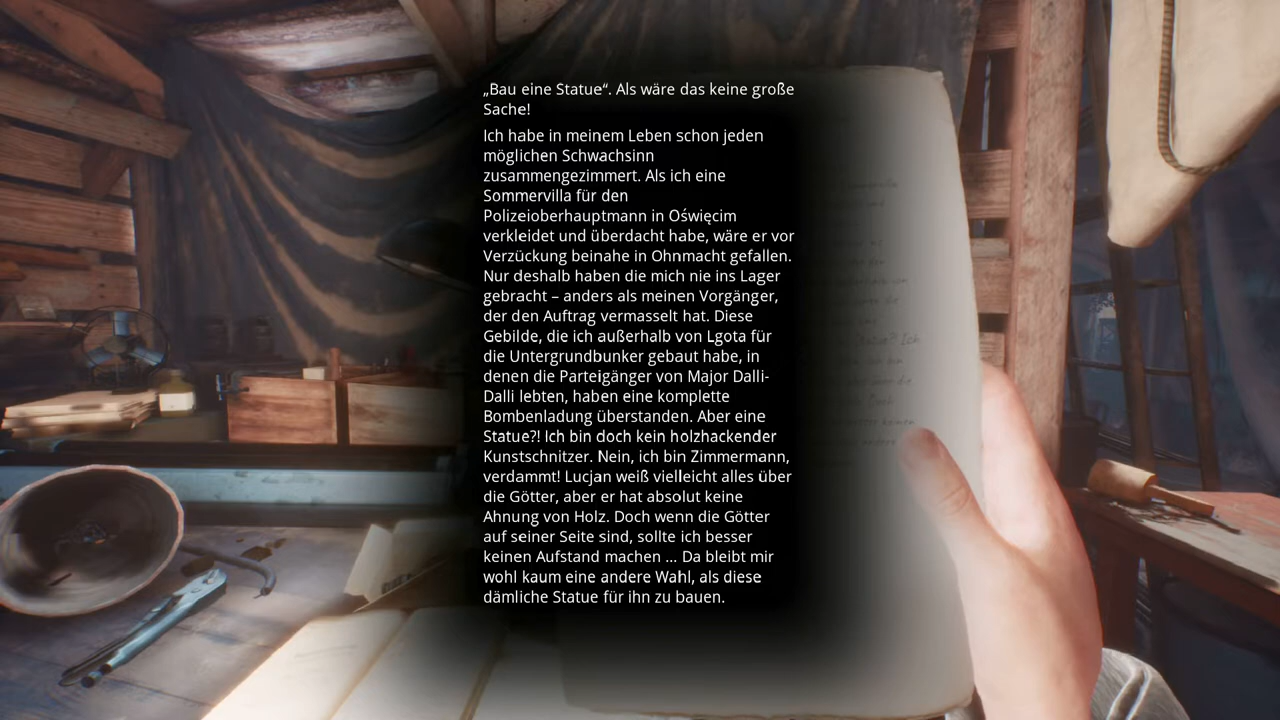 „Bau eine Statue“. Als wäre das keine große
Sache!
Ich habe in meinem Leben schon jeden
möglichen Schwachsinn
zusammengezimmert. Als ich eine
Sommervilla für den
Polizeioberhauptmann in Oświęcim
verkleidet und überdacht habe, wäre er vor
Verzückung beinahe in Ohnmacht gefallen.
Nur deshalb haben die mich nie ins Lager
gebracht – anders als meinen Vorgänger,
der den Auftrag vermasselt hat. Diese
Gebilde, die ich außerhalb von Lgota für
die Untergrundbunker gebaut habe, in
denen die Parteigänger von Major Dalli-
Dalli lebten, haben eine komplette
Bombenladung überstanden. Aber eine
Statue?! Ich bin doch kein holzhackender
Kunstschnitzer. Nein, ich bin Zimmermann,
verdammt! Lucjan weiß vielleicht alles über
die Götter, aber er hat absolut keine
Ahnung von Holz. Doch wenn die Götter
auf seiner Seite sind, sollte ich besser
keinen Aufstand machen ... Da bleibt mir
wohl kaum eine andere Wahl, als diese
dämliche Statue für ihn zu bauen.